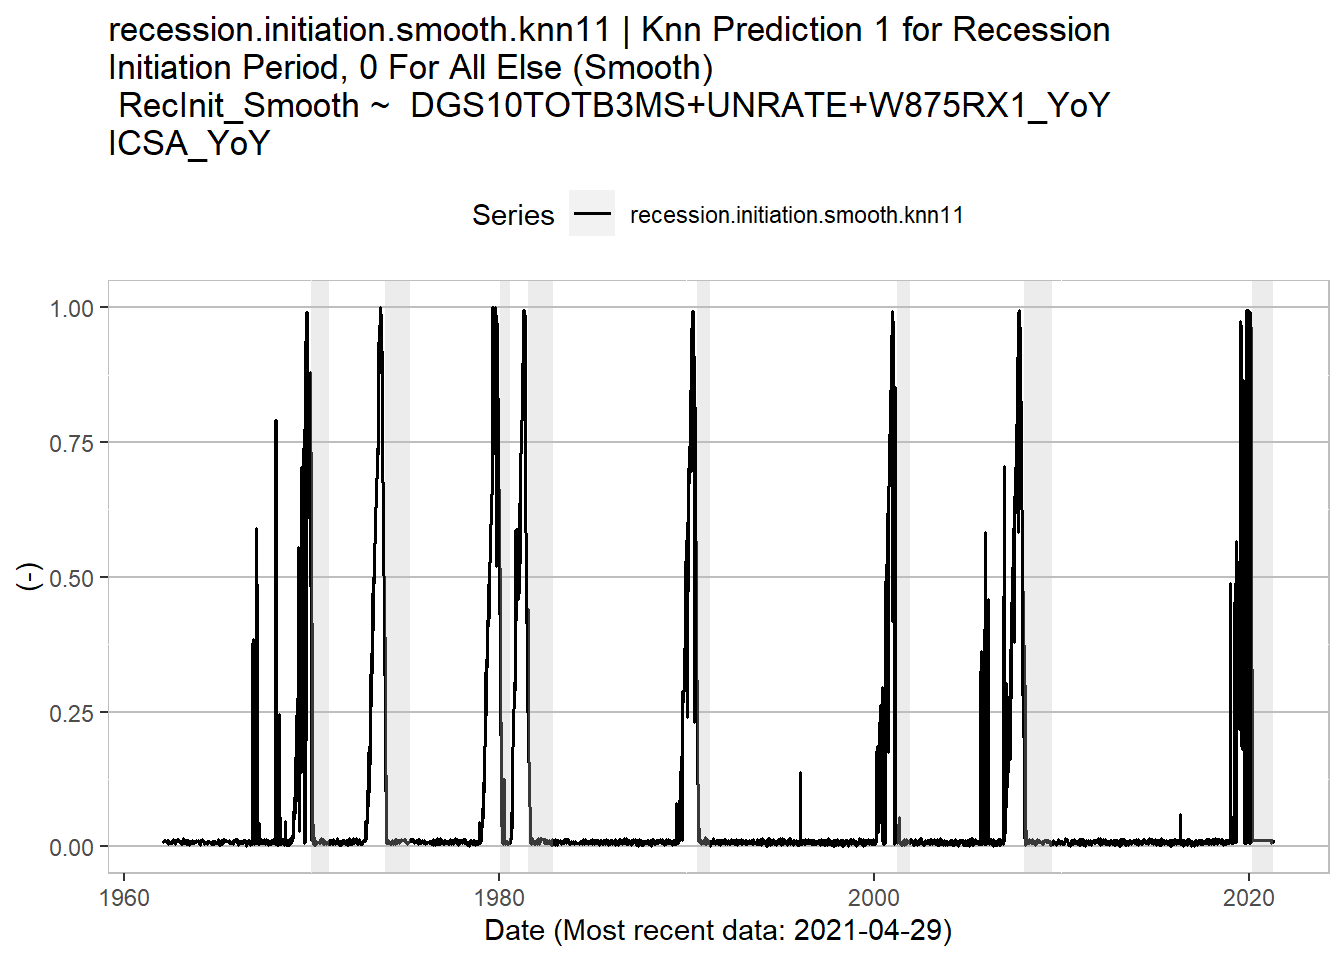 recession.initiation.smooth.knn11 | Knn Prediction 1 for Recession
Initiation Period, 0 For All Else (Smooth)
RecInit_Smooth ~  DGS10TOTB3MS+UNRATE+W875RX1_YoY
ICSA_YoY
Series
recession.initiation.smooth.knn11
1.00
0.75
0.50
0.25
0.00
(-)
1960
1980
2000
2020
Date (Most recent data: 2021-04-29)